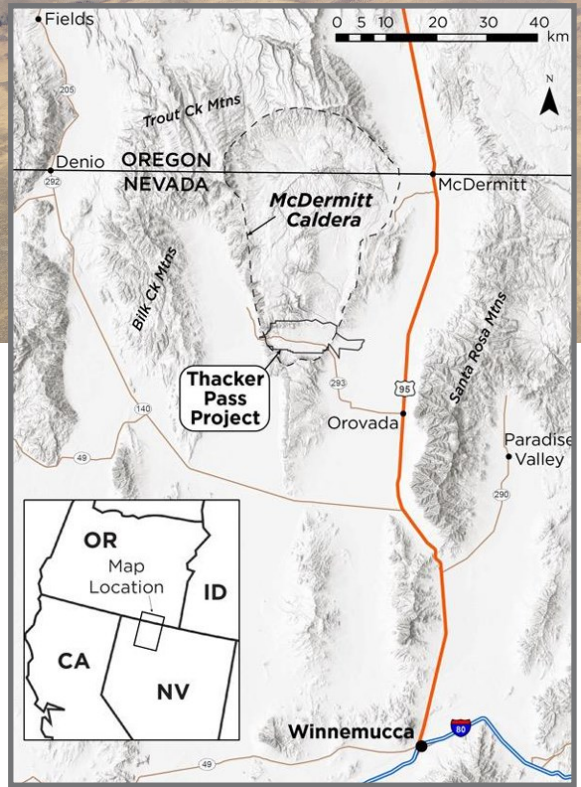 Fields
0 5 10 20 30 40
km
N
205
Trout Ck Mtns
Denio
OREGON
292
NEVADA
McDermitt
McDermitt
Caldera
Bilk Ck Mtns
Santa Rosa Mtns
Thacker
Pass
Project
293
95
140
Orovada
Paradise
Valley
49
290
OR
Map
Location
ID
CA
NV
Winnemucca
80
49